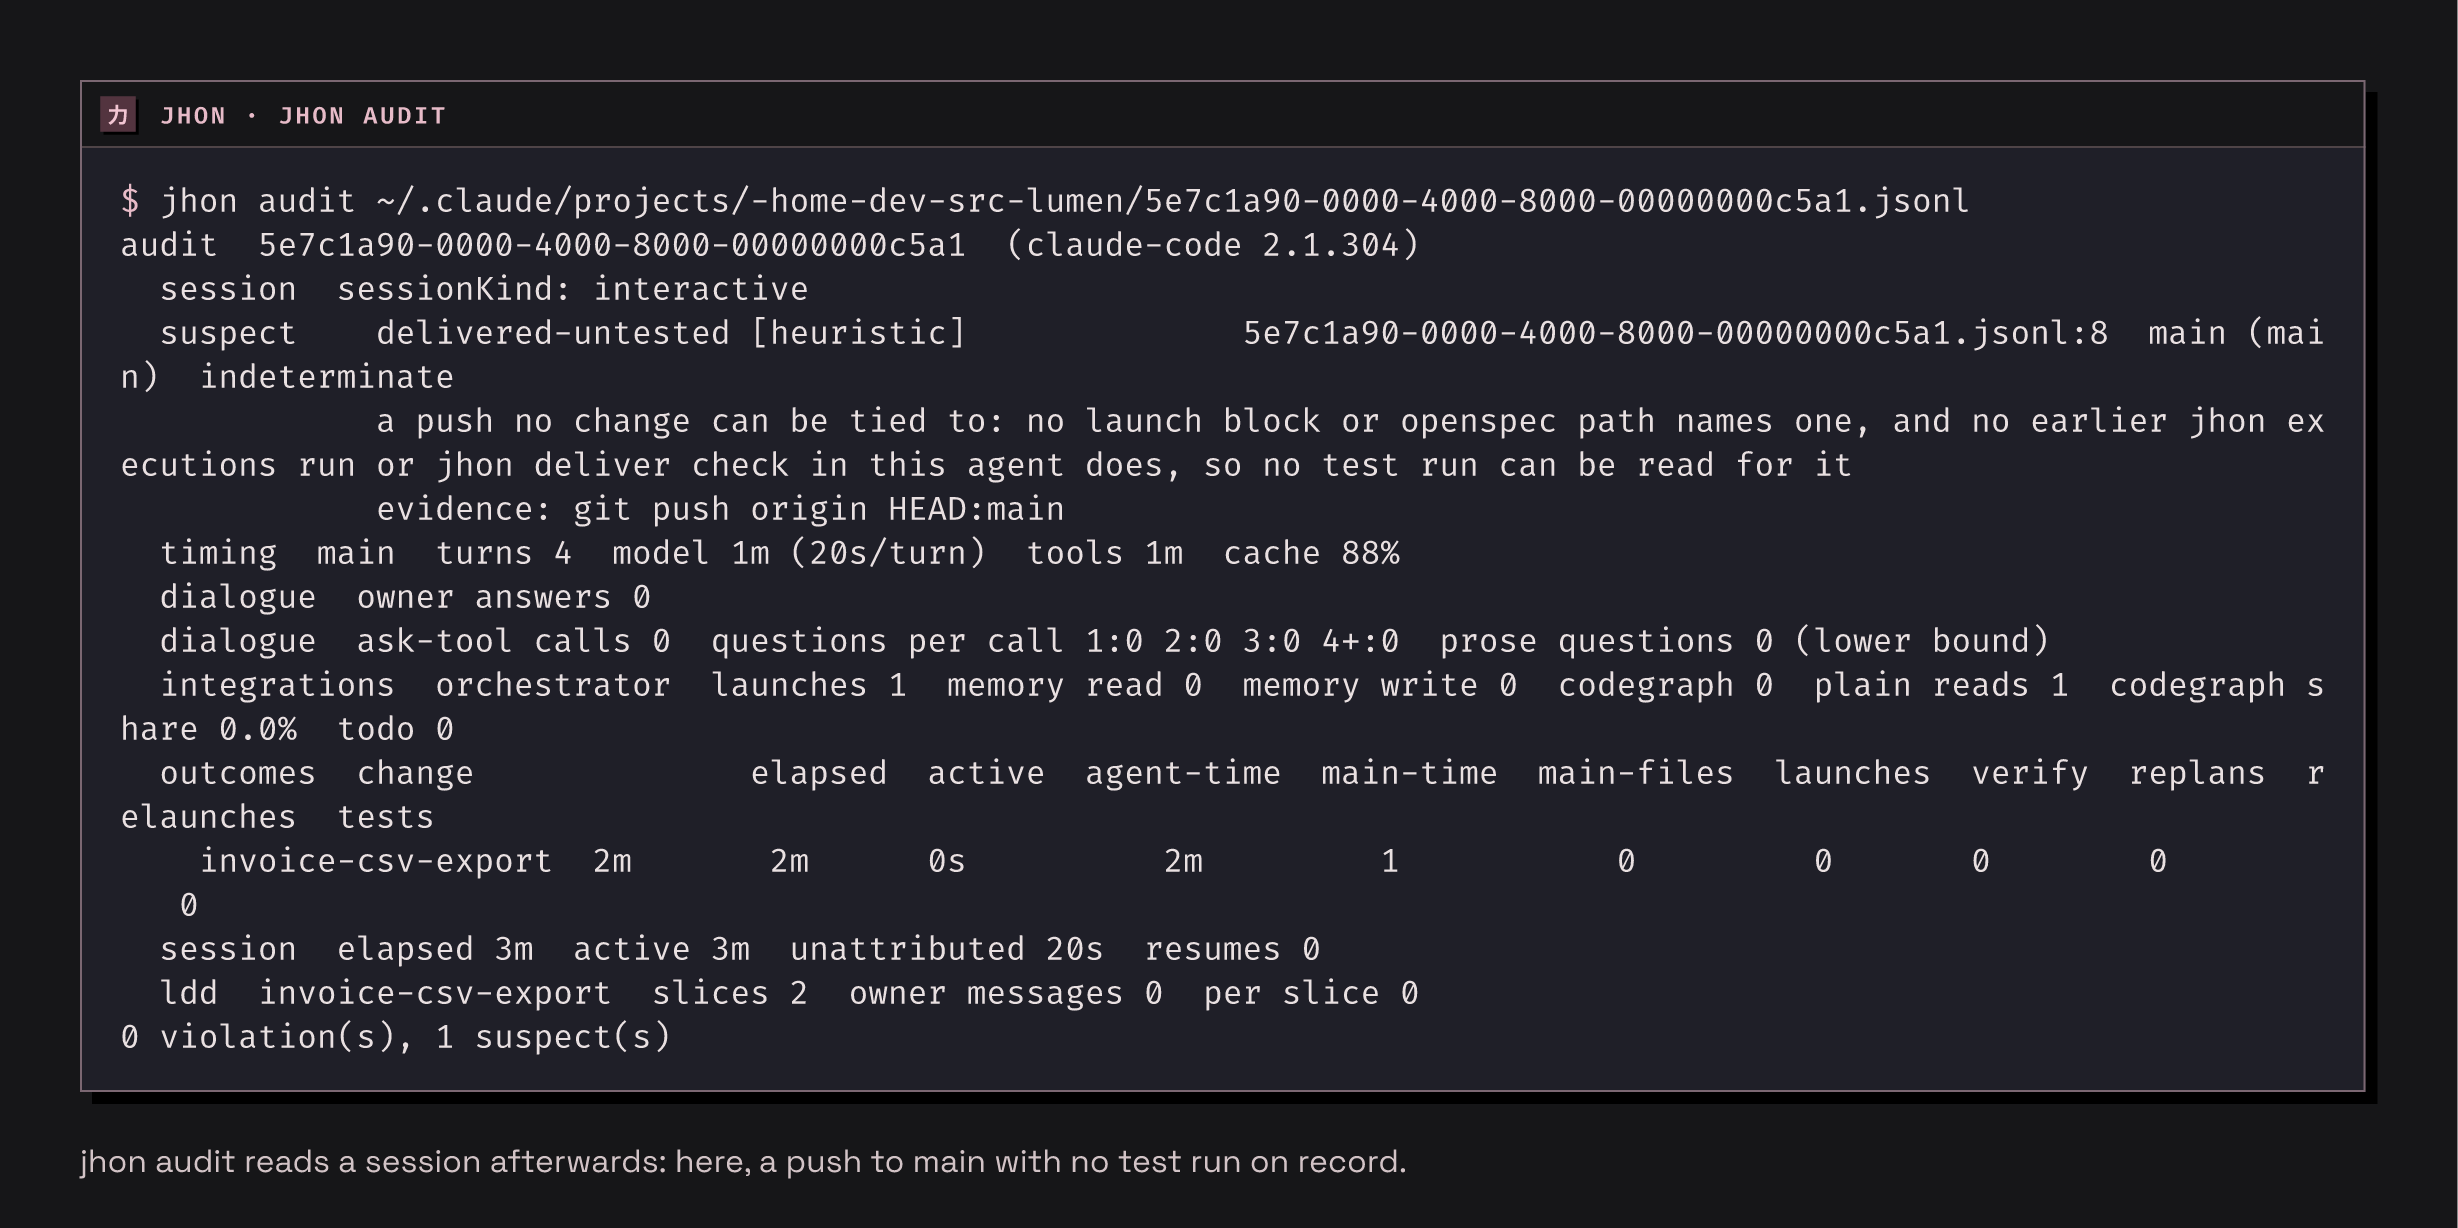 力 JHON · JHON AUDIT
$ jhon audit ~/.claude/projects/-home-dev-src-lumen/5e7c1a90-0000-4000-8000-00000000c5a1.jsonl
audit  5e7c1a90-0000-4000-8000-00000000c5a1  (claude-code 2.1.304)
  session  sessionKind: interactive
  suspect    delivered-untested [heuristic]              5e7c1a90-0000-4000-8000-00000000c5a1.jsonl:8  main (mai
n)  indeterminate
             a push no change can be tied to: no launch block or openspec path names one, and no earlier jhon ex
ecutions run or jhon deliver check in this agent does, so no test run can be read for it
             evidence: git push origin HEAD:main
  timing  main  turns 4  model 1m (20s/turn)  tools 1m  cache 88%
  dialogue  owner answers 0
  dialogue  ask-tool calls 0  questions per call 1:0 2:0 3:0 4+:0  prose questions 0 (lower bound)
  integrations  orchestrator  launches 1  memory read 0  memory write 0  codegraph 0  plain reads 1  codegraph s
hare 0.0%  todo 0
  outcomes  change              elapsed  active  agent-time  main-time  main-files  launches  verify  replans  r
elaunches  tests
    invoice-csv-export  2m       2m      0s          2m         1           0         0       0        0
   0
  session  elapsed 3m  active 3m  unattributed 20s  resumes 0
  ldd  invoice-csv-export  slices 2  owner messages 0  per slice 0
0 violation(s), 1 suspect(s)
jhon audit reads a session afterwards: here, a push to main with no test run on record.